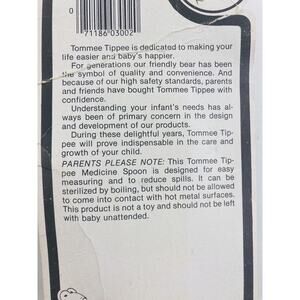 0
71186 03002
Tommee Tippee is dedicated to making your
life easier and baby's happier.
For generations our friendly bear has been
the symbol of quality and convenience. And
because of our high safety standards, parents
and friends have bought Tommee Tippee with
confidence.
Understanding your infant's needs has al-
ways been of primary concern in the design
and development of our products.
During these delightful years, Tommee Tip-
pee will prove indispensable in the care and
growth of your child.
PARENTS PLEASE NOTE: This Tommee Tip-
pee Medicine Spoon is designed for easy
measuring and to reduce spills. It can be
sterilized by boiling, but should not be allowed
to come into contact with hot metal surfaces.
This product is not a toy and should not be left
with baby unattended.